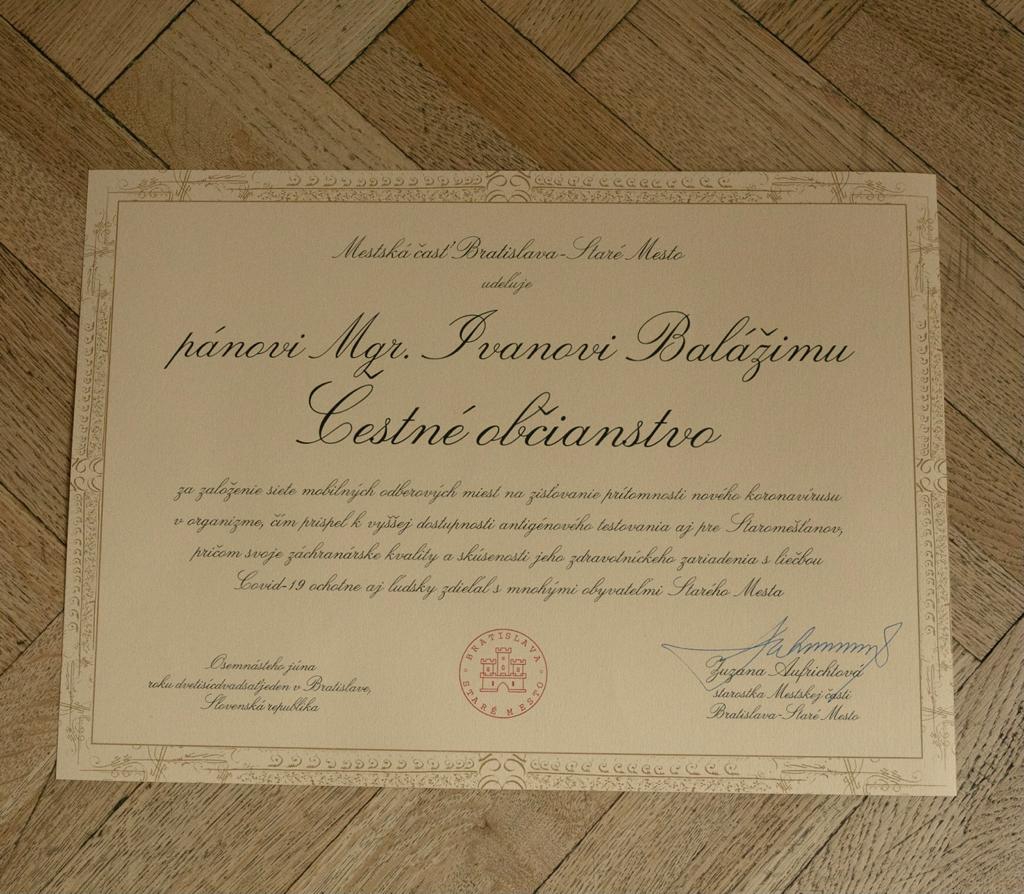 Mestská časť Bratislava-Staré Mesto
udeľuje
pánovi Mgr. Ivanovi Balážimu
Čestné občianstvo
za založenie siete mobilných odberových miest na zisťovanie prítomnosti nového koronavírusu
v organizme, čím prispel k vyššej dostupnosti antigénového testovania aj pre Staromešťanov,
pričom svoje záchranárske kvality a skúsenosti jeho zdravotníckeho zariadenia s liečbou
Covid-19 ochotne aj ľudsky zdieľal s mnohými obyvateľmi Starého Mesta
Osemnásteho júna
roku dvetisícdvadsaťjeden v Bratislave,
Slovenská republika
BRATISLAVA
STARÉ MESTO
Zuzana Aufrichtová
starostka Mestskej časti
Bratislava-Staré Mesto